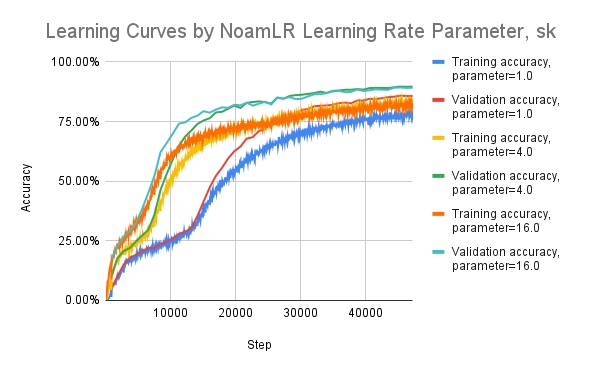 Learning Curves by NoamLR Learning Rate Parameter, sk
100.00%
75.00%
50.00%
25.00%
0.00%
Accuracy
10000 20000 30000 40000
Step
Training accuracy,
parameter=1.0
Validation accuracy,
parameter=1.0
Training accuracy,
parameter=4.0
Validation accuracy,
parameter=4.0
Training accuracy,
parameter=16.0
Validation accuracy,
parameter=16.0